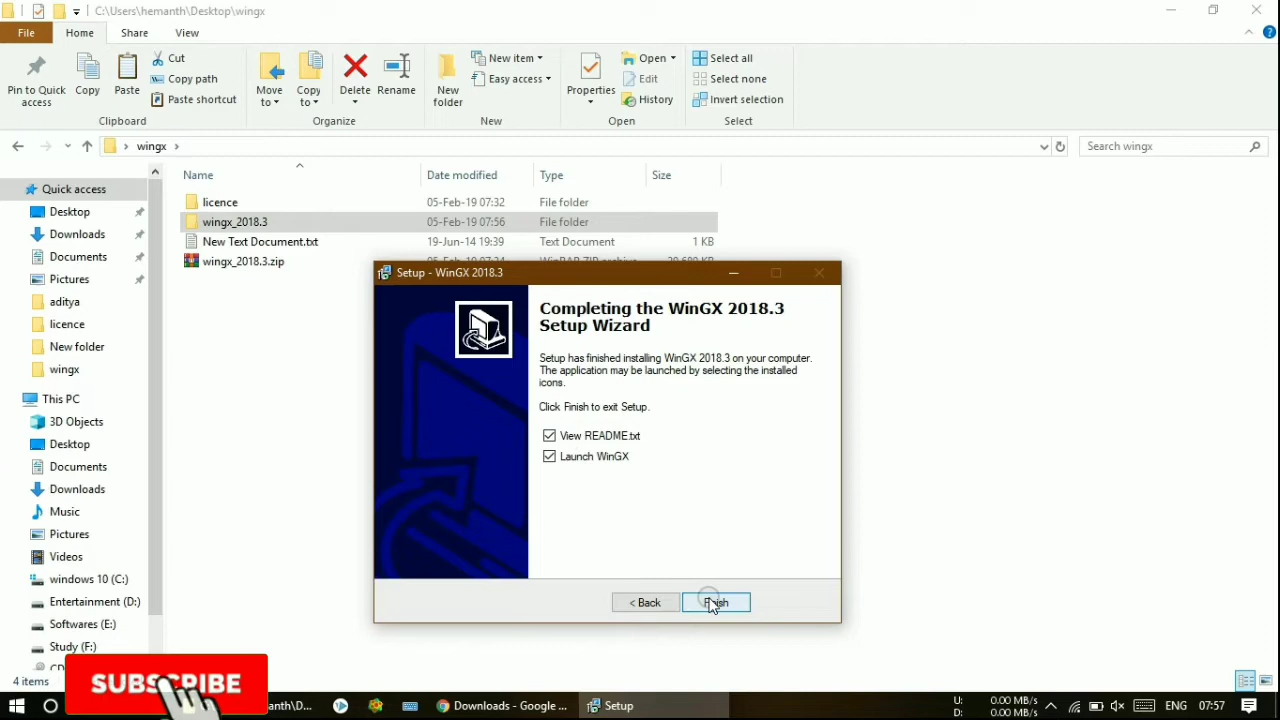 C:\Users\hemanth\Desktop\wingx
File Home Share View
Pin to Quick access
Copy
Paste
Cut
Copy path
Paste shortcut
Clipboard
Move to
Copy to
Delete
Rename
Organize
New folder
New item
Easy access
New
Properties
Open
Edit
History
Open
Select all
Select none
Invert selection
Select
wingx
Search wingx
Name Date modified Type Size
licence 05-Feb-19 07:32 File folder
wingx_2018.3 05-Feb-19 07:56 File folder
New Text Document.txt 19-Jun-14 19:39 Text Document 1 KB
wingx_2018.3.zip
Quick access
Desktop
Downloads
Documents
Pictures
aditya
licence
New folder
wingx
This PC
3D Objects
Desktop
Documents
Downloads
Music
Pictures
Videos
windows 10 (C:)
Entertainment (D:)
Softwares (E:)
Study (F:)
4 items
Setup - WinGX 2018.3
Completing the WinGX 2018.3
Setup Wizard
Setup has finished installing WinGX 2018.3 on your computer.
The application may be launched by selecting the installed
icons.
Click Finish to exit Setup.
View README.txt
Launch WinGX
< Back Finish
SUBSCRIBE
Downloads - Google ...
Setup
U: 0.00 MB/s
D: 0.00 MB/s
ENG 07:57